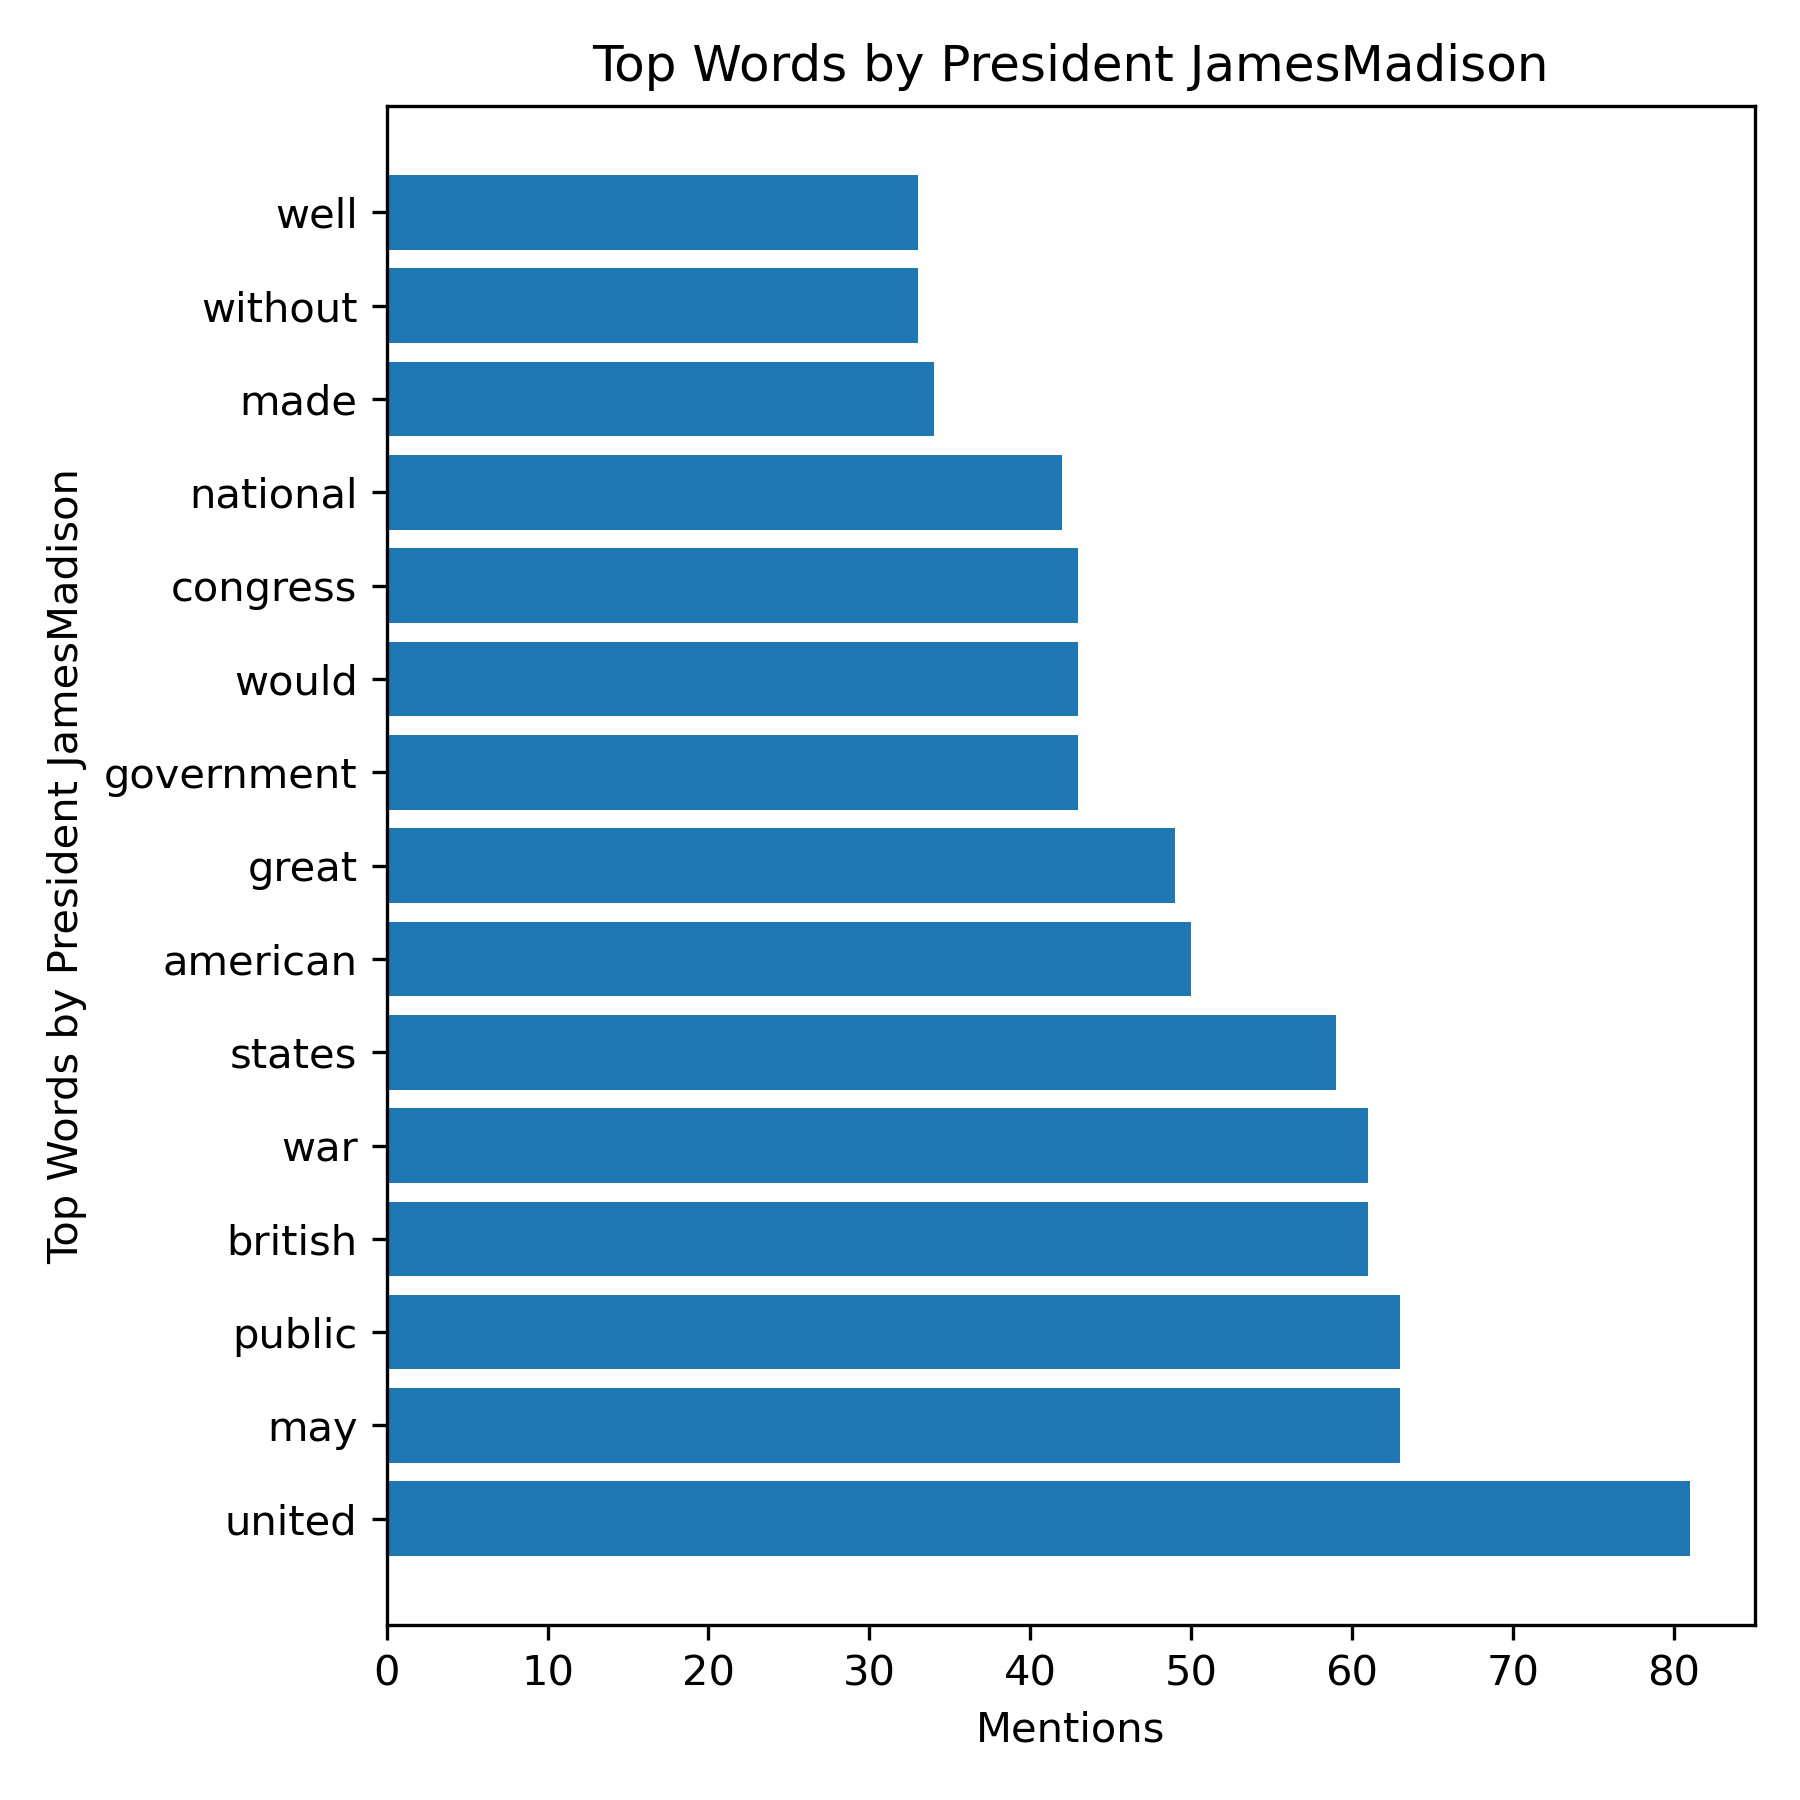 Top Words by President JamesMadison
Top Words by President JamesMadison
well
without
made
national
congress
would
government
great
american
states
war
british
public
may
united
0 10 20 30 40 50 60 70 80
Mentions